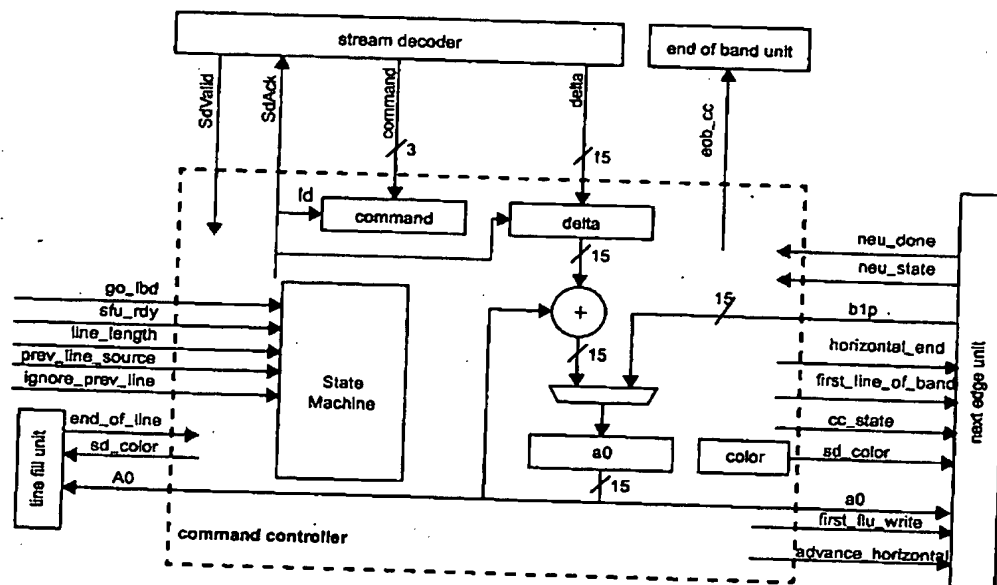 stream decoder
end of band unit
SdValid
SdAck
command
delta
eob_cc
3
15
ld
command
delta
15
neu_done
neu_state
15
b1p
go_lbd
sfu_rdy
line_length
prev_line_source
ignore_prev_line
State
Machine
+
15
horizontal_end
first_line_of_band
cc_state
next edge unit
end_of_line
sd_color
line fill unit
a0
color
sd_color
A0
15
a0
first_flu_write
command controller
advance_horizontal